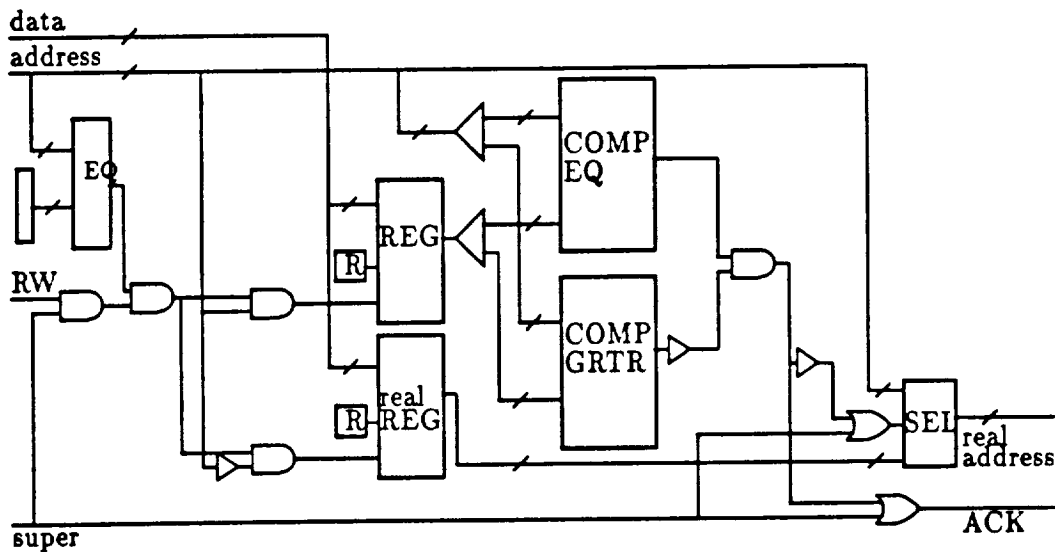 data
address
EQ
COMP
EQ
REG
R
RW
COMP
GRTR
real
REG
R
SEL
real
address
ACK
super